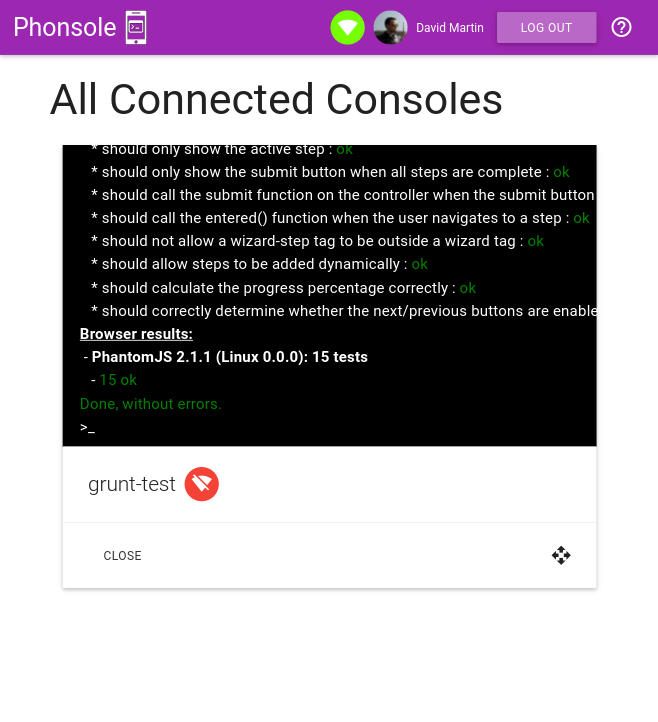 Phonsole
David Martin
LOG OUT
All Connected Consoles
* should only show the active step : ok
* should only show the submit button when all steps are complete : ok
* should call the submit function on the controller when the submit button
* should call the entered() function when the user navigates to a step : ok
* should not allow a wizard-step tag to be outside a wizard tag : ok
* should allow steps to be added dynamically : ok
* should calculate the progress percentage correctly : ok
* should correctly determine whether the next/previous buttons are enable
Browser results:
- PhantomJS 2.1.1 (Linux 0.0.0): 15 tests
- 15 ok
Done, without errors.
>_
grunt-test
CLOSE